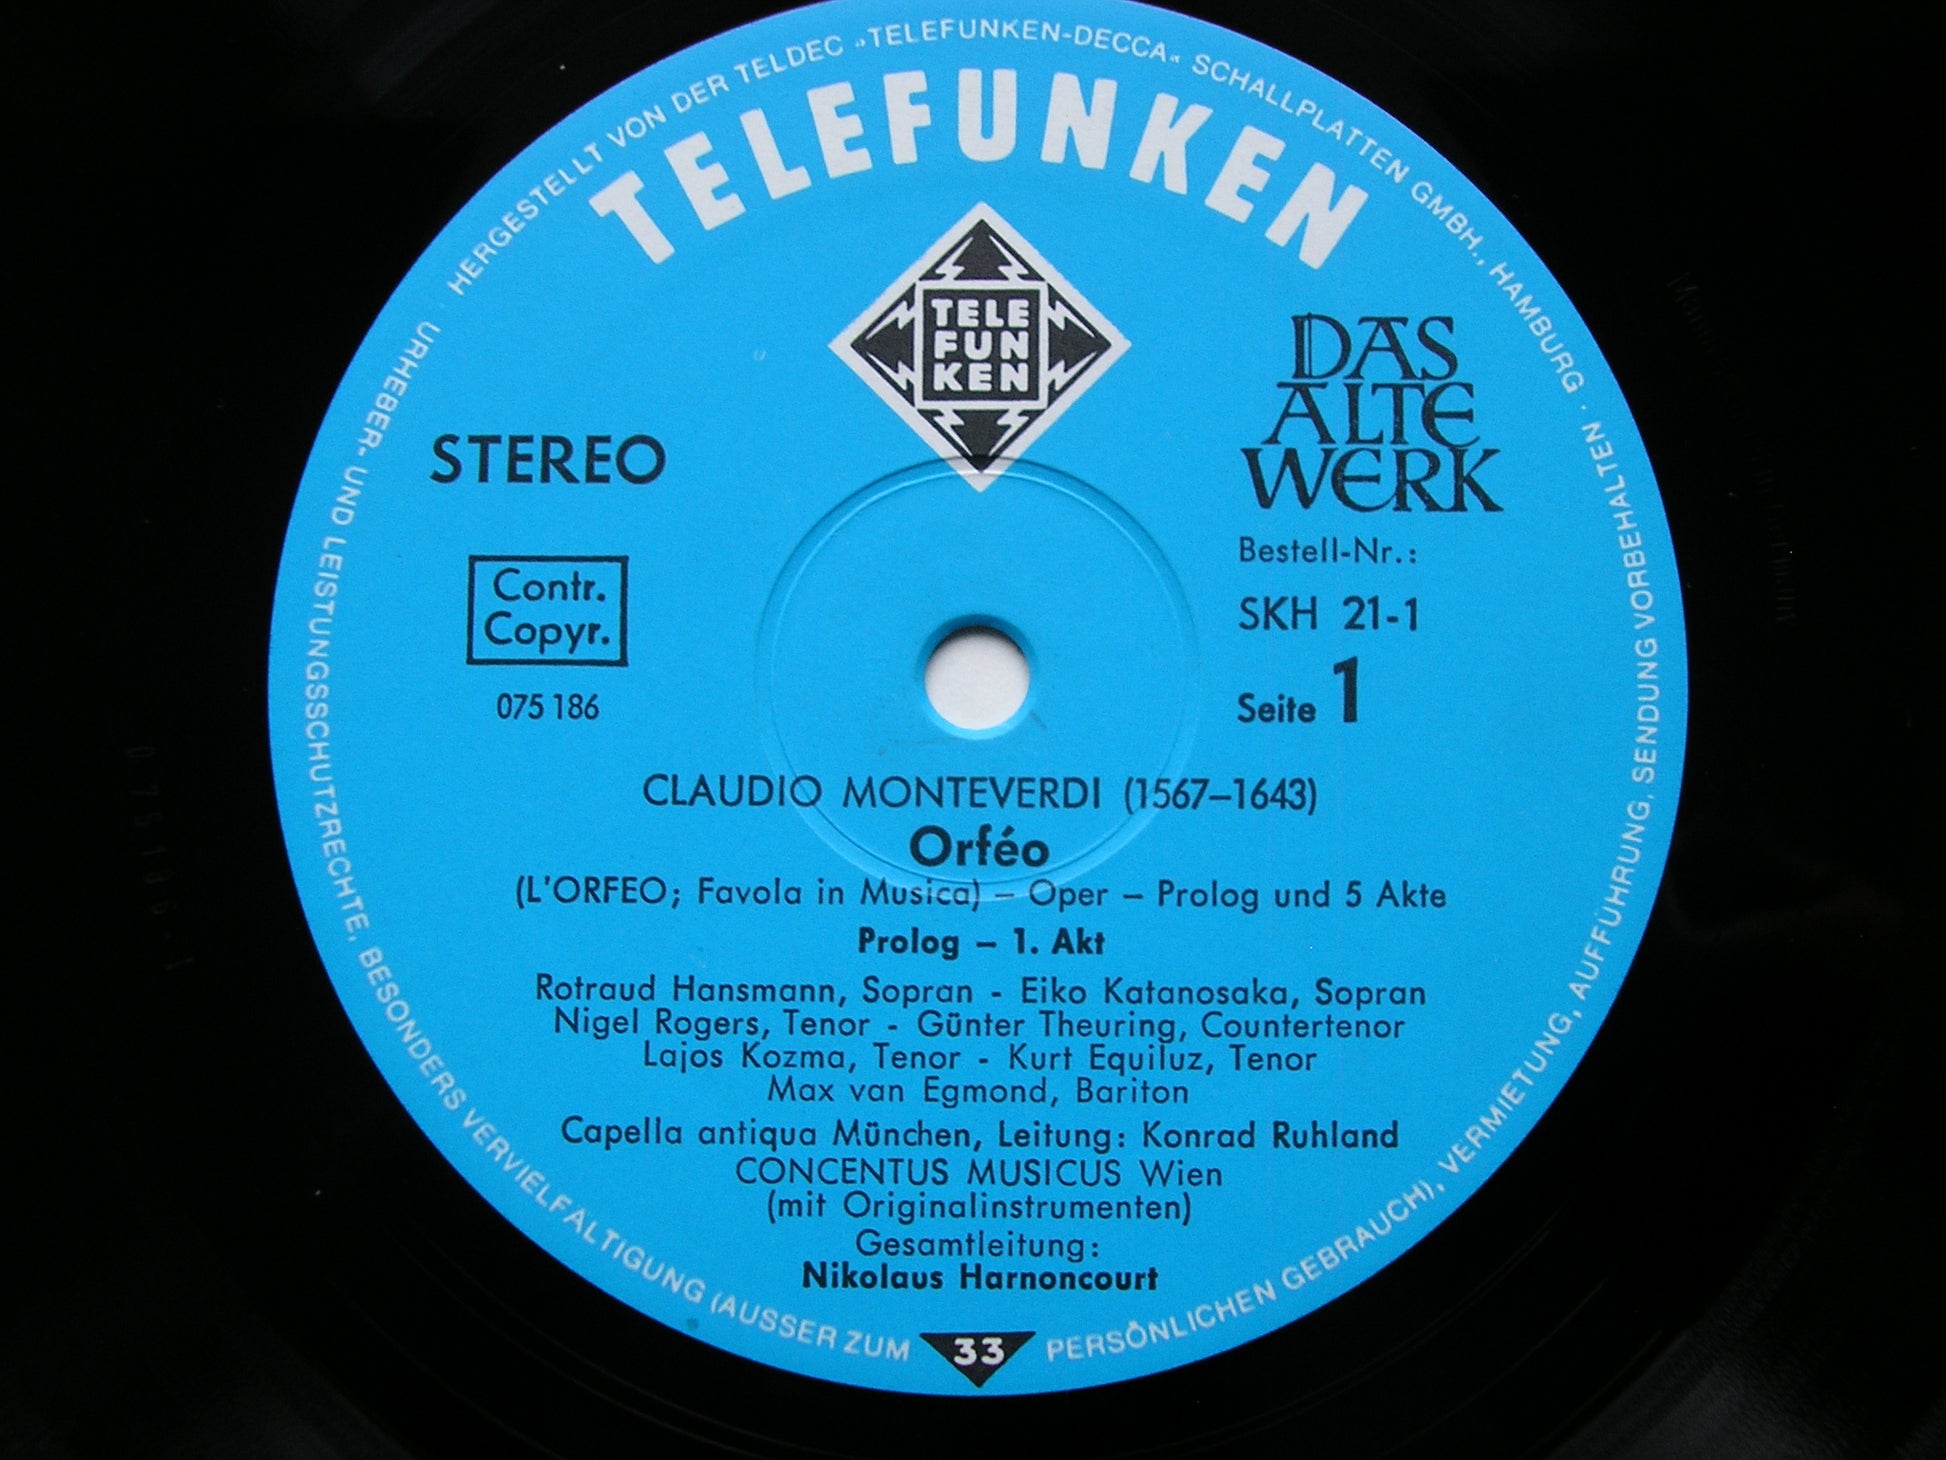 HERGESTELLT VON DER TELDEC »TELEFUNKEN-DECCA« SCHALLPLATTEN GMBH., HAMBURG · URHEBER- UND LEISTUNGSSCHUTZRECHTE, BESONDERS VERVIELFÄLTIGUNG (AUSSER ZUM PERSÖNLICHEN GEBRAUCH), VERMIETUNG, AUFFÜHRUNG, SENDUNG VORBEHALTEN ·
TELEFUNKEN
TELE
FUN
KEN
DAS
ALTE
WERK
STEREO
Bestell-Nr.:
Contr.
Copyr.
SKH 21-1
075 186
Seite 1
CLAUDIO MONTEVERDI (1567–1643)
Orféo
(L'ORFEO; Favola in Musica) – Oper – Prolog und 5 Akte
Prolog – 1. Akt
Rotraud Hansmann, Sopran - Eiko Katanosaka, Sopran
Nigel Rogers, Tenor - Günter Theuring, Countertenor
Lajos Kozma, Tenor - Kurt Equiluz, Tenor
Max van Egmond, Bariton
Capella antiqua München, Leitung: Konrad Ruhland
CONCENTUS MUSICUS Wien
(mit Originalinstrumenten)
Gesamtleitung:
Nikolaus Harnoncourt
33
075186-1